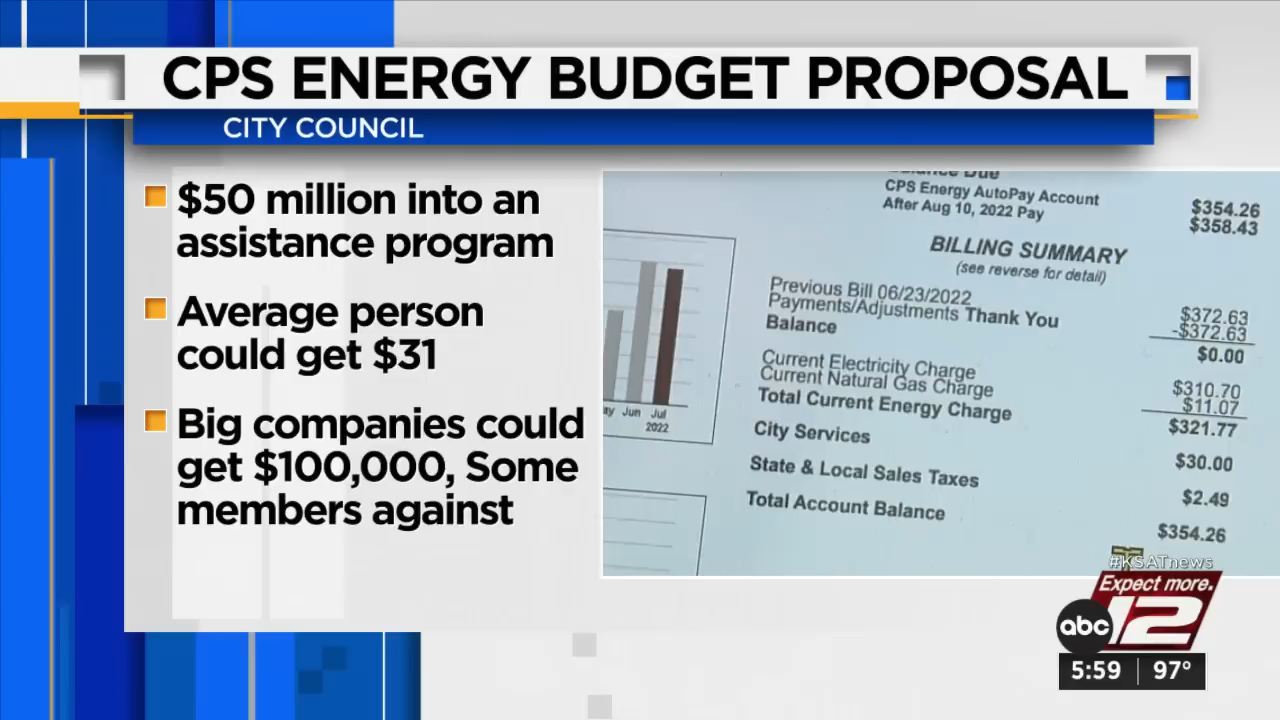 CPS ENERGY BUDGET PROPOSAL
CITY COUNCIL
$50 million into an
assistance program
Average person
could get $31
Big companies could
get $100,000, Some
members against
Balance Due
CPS Energy AutoPay Account $354.26
After Aug 10, 2022 Pay $358.43
BILLING SUMMARY
(see reverse for detail)
Previous Bill 06/23/2022 $372.63
Payments/Adjustments Thank You -$372.63
Balance $0.00
Current Electricity Charge $310.70
Current Natural Gas Charge $11.07
Total Current Energy Charge $321.77
City Services $30.00
State & Local Sales Taxes $2.49
Total Account Balance $354.26
Jun Jul
2022
#KSATnews
Expect more.
abc 12
5:59 97°